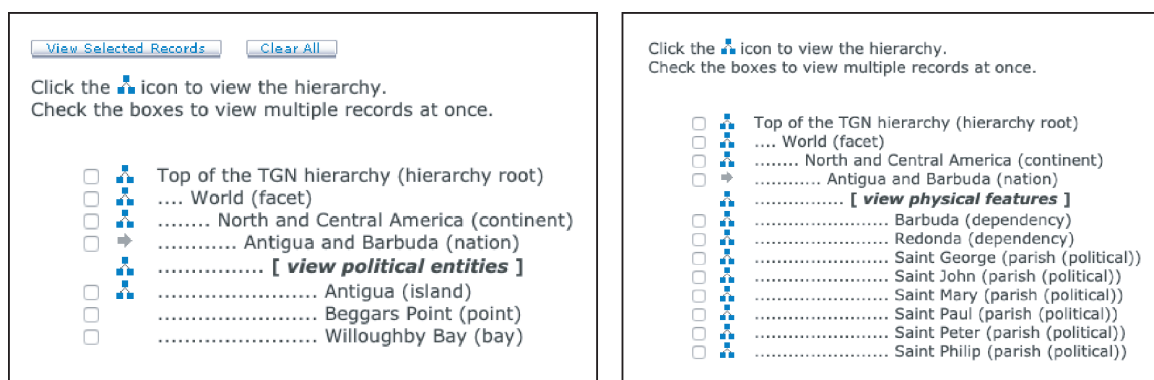 View Selected Records
Clear All
Click the icon to view the hierarchy.
Check the boxes to view multiple records at once.
Top of the TGN hierarchy (hierarchy root)
.... World (facet)
........ North and Central America (continent)
............ Antigua and Barbuda (nation)
................ [ view political entities ]
........................ Antigua (island)
........................ Beggars Point (point)
........................ Willoughby Bay (bay)
Click the icon to view the hierarchy.
Check the boxes to view multiple records at once.
Top of the TGN hierarchy (hierarchy root)
.... World (facet)
........ North and Central America (continent)
............ Antigua and Barbuda (nation)
................ [ view physical features ]
........................ Barbuda (dependency)
........................ Redonda (dependency)
........................ Saint George (parish (political))
........................ Saint John (parish (political))
........................ Saint Mary (parish (political))
........................ Saint Paul (parish (political))
........................ Saint Peter (parish (political))
........................ Saint Philip (parish (political))